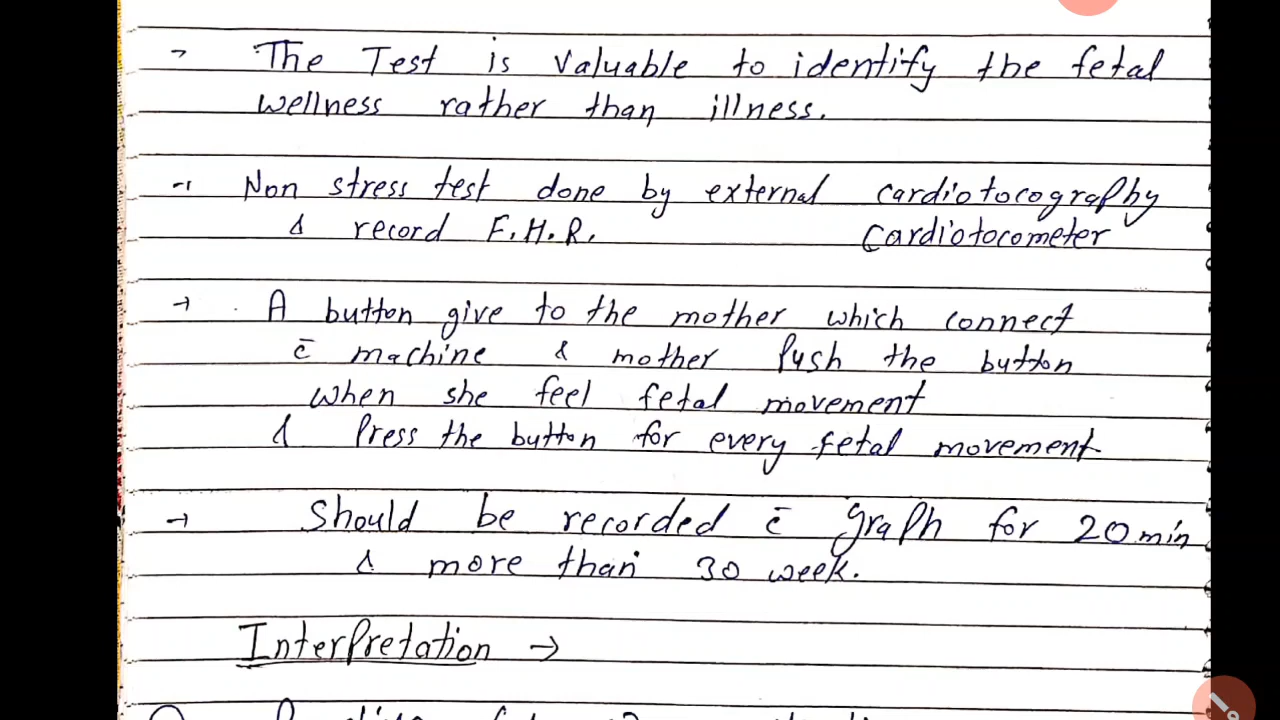 → The Test is valuable to identify the fetal
wellness rather than illness.
→ Non stress test done by external cardiotocography
& record F.H.R. Cardiotocometer
→ A button give to the mother which connect
c̄ machine & mother Push the button
when she feel fetal movement
& Press the button for every fetal movement
→ Should be recorded c̄ graph for 20 min
& more than 30 week.
Interpretation →